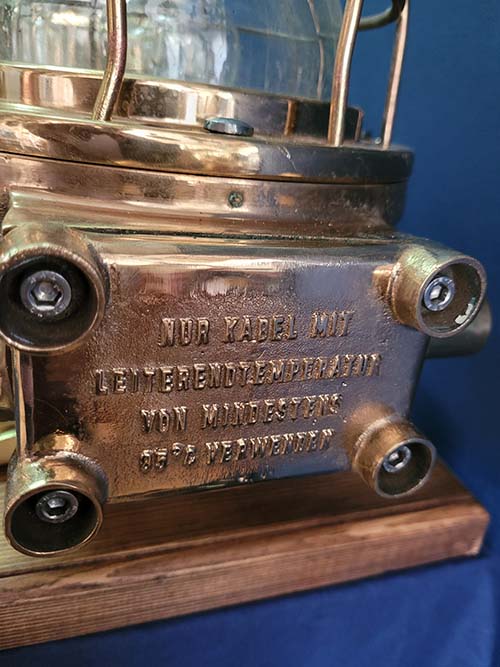 NUR KABEL MIT
LEITERENDTEMPERATUR
VON MINDESTENS
85°C VERWENDEN